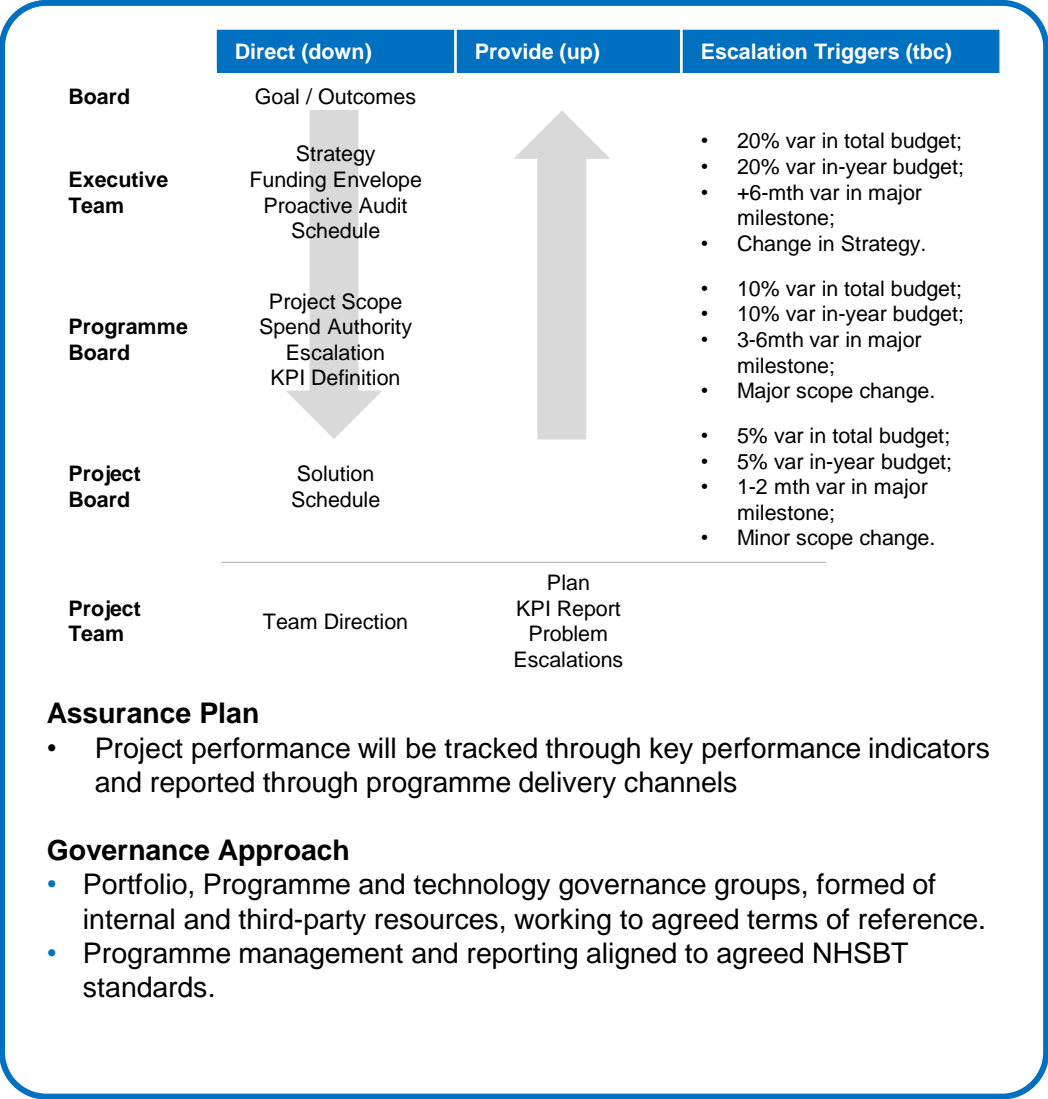 Direct (down) Provide (up) Escalation Triggers (tbc)
Board Goal / Outcomes
Executive
Team
Strategy
Funding Envelope
Proactive Audit
Schedule
• 20% var in total budget;
• 20% var in-year budget;
• +6-mth var in major
milestone;
• Change in Strategy.
Programme
Board
Project Scope
Spend Authority
Escalation
KPI Definition
• 10% var in total budget;
• 10% var in-year budget;
• 3-6mth var in major
milestone;
• Major scope change.
Project
Board
Solution
Schedule
• 5% var in total budget;
• 5% var in-year budget;
• 1-2 mth var in major
milestone;
• Minor scope change.
Project
Team
Team Direction
Plan
KPI Report
Problem
Escalations
Assurance Plan
• Project performance will be tracked through key performance indicators
and reported through programme delivery channels
Governance Approach
• Portfolio, Programme and technology governance groups, formed of
internal and third-party resources, working to agreed terms of reference.
• Programme management and reporting aligned to agreed NHSBT
standards.